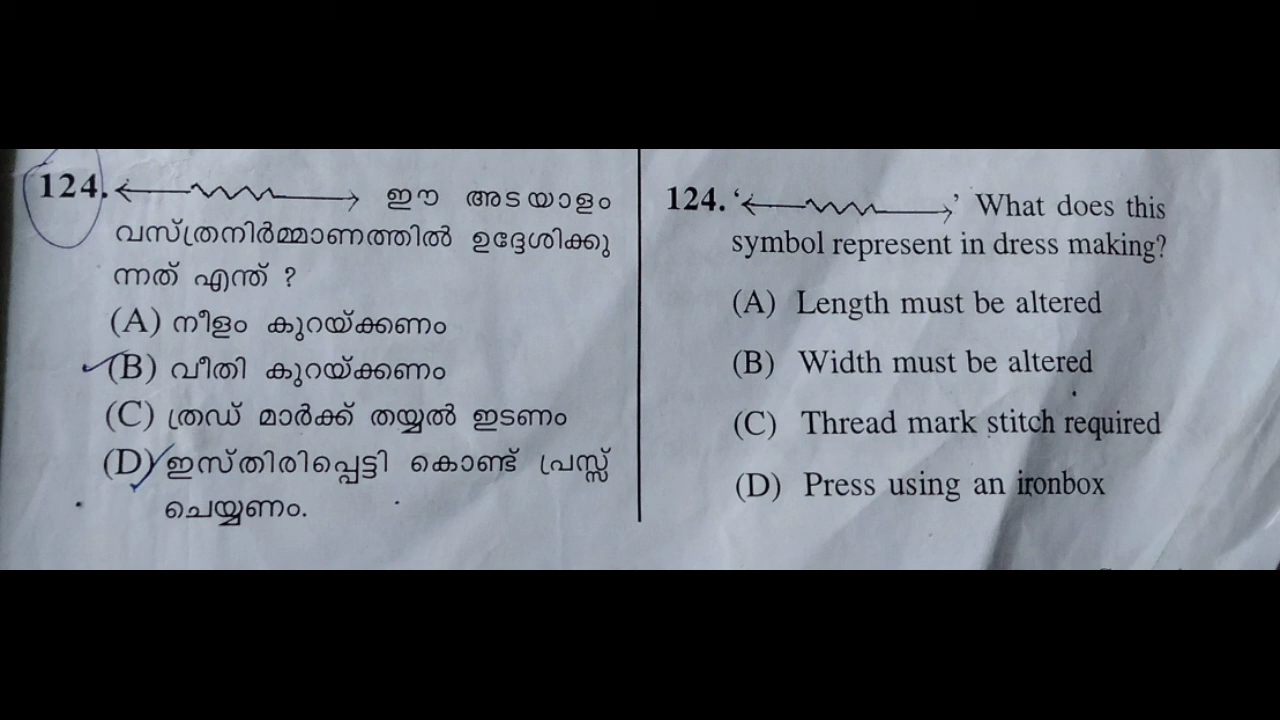 124. ഈ അടയാളം
വസ്ത്രനിർമ്മാണത്തിൽ ഉദ്ദേശിക്കു
ന്നത് എന്ത് ?
(A) നീളം കുറയ്ക്കണം
(B) വീതി കുറയ്ക്കണം
(C) ത്രഡ് മാർക്ക് തയ്യൽ ഇടണം
(D) ഇസ്തിരിപ്പെട്ടി കൊണ്ട് പ്രസ്സ്
ചെയ്യണം.
124. ‘ ’ What does this
symbol represent in dress making?
(A) Length must be altered
(B) Width must be altered
(C) Thread mark stitch required
(D) Press using an ironbox